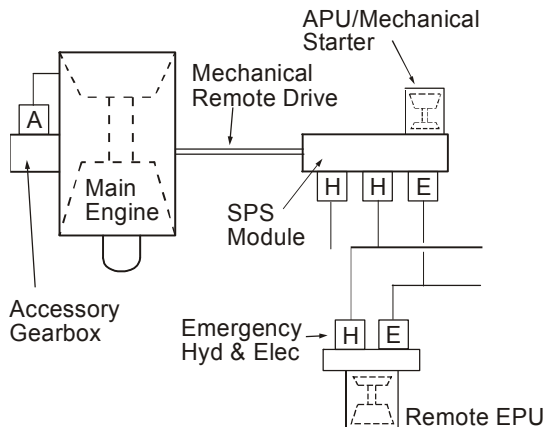 APU/Mechanical
Starter
Mechanical
Remote Drive
A
Main
Engine
H H E
SPS
Module
Accessory
Gearbox
Emergency
Hyd & Elec
H E
Remote EPU